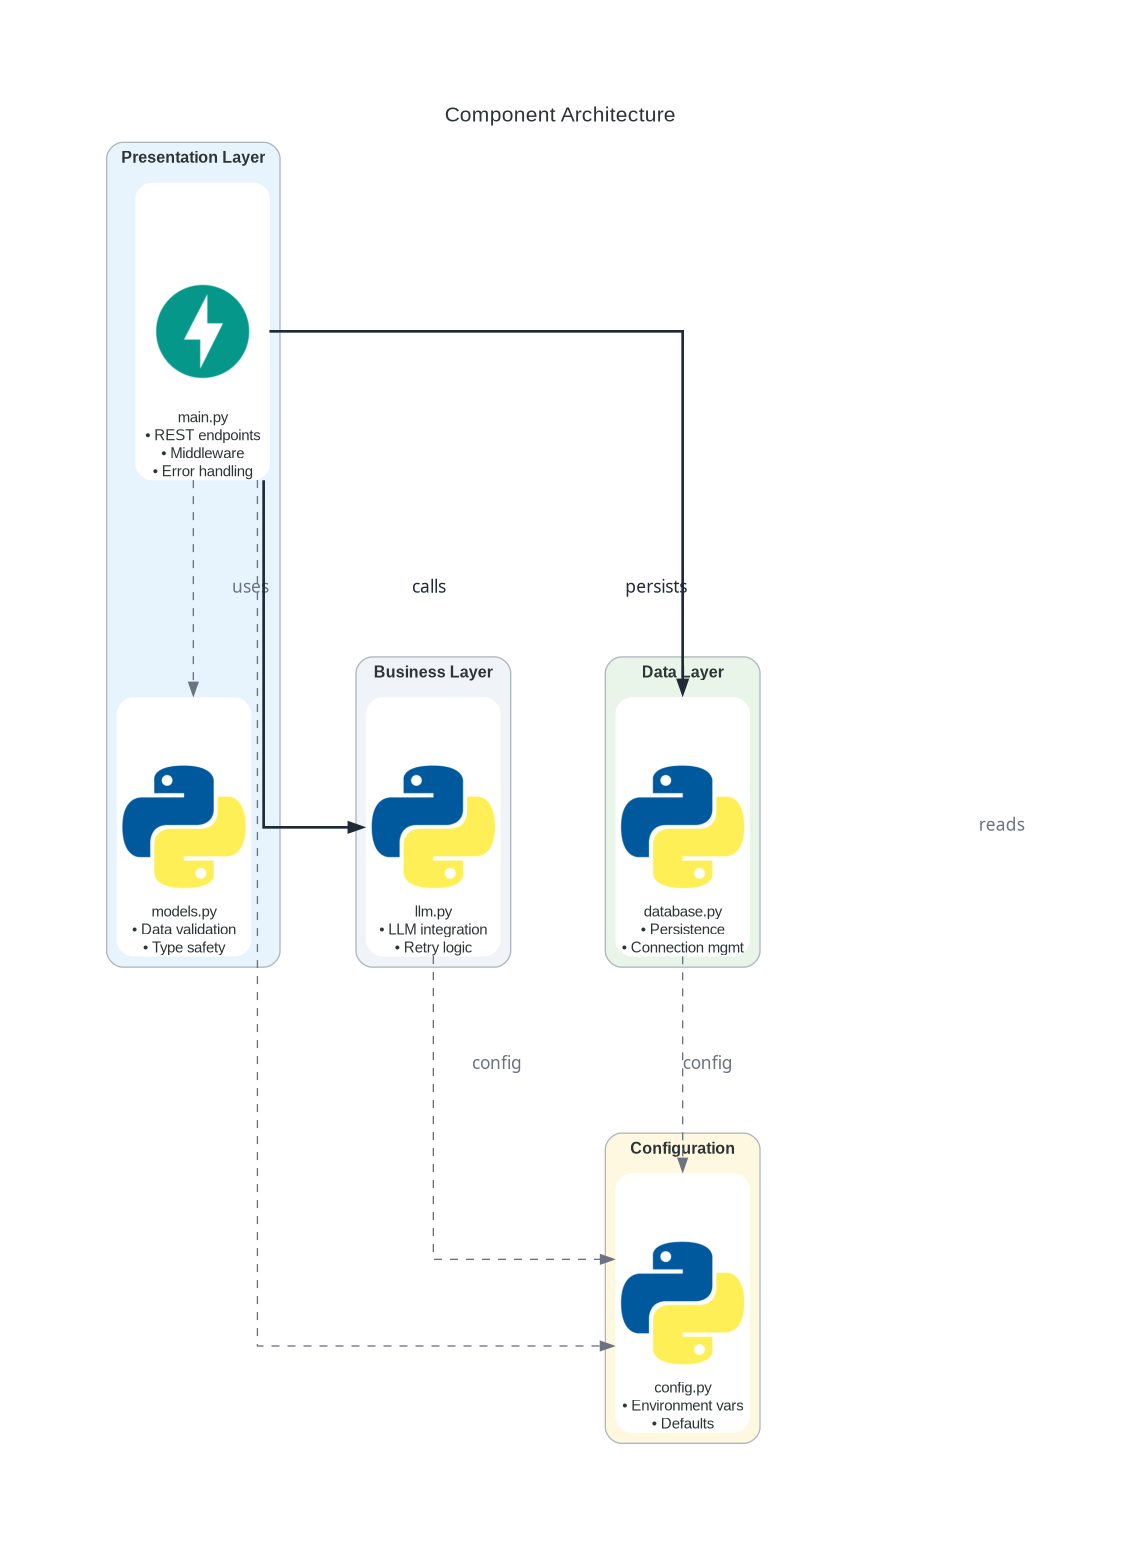 Component Architecture
Presentation Layer
main.py
• REST endpoints
• Middleware
• Error handling
uses
calls
persists
Business Layer
Data Layer
models.py
• Data validation
• Type safety
llm.py
• LLM integration
• Retry logic
database.py
• Persistence
• Connection mgmt
reads
config
config
Configuration
config.py
• Environment vars
• Defaults